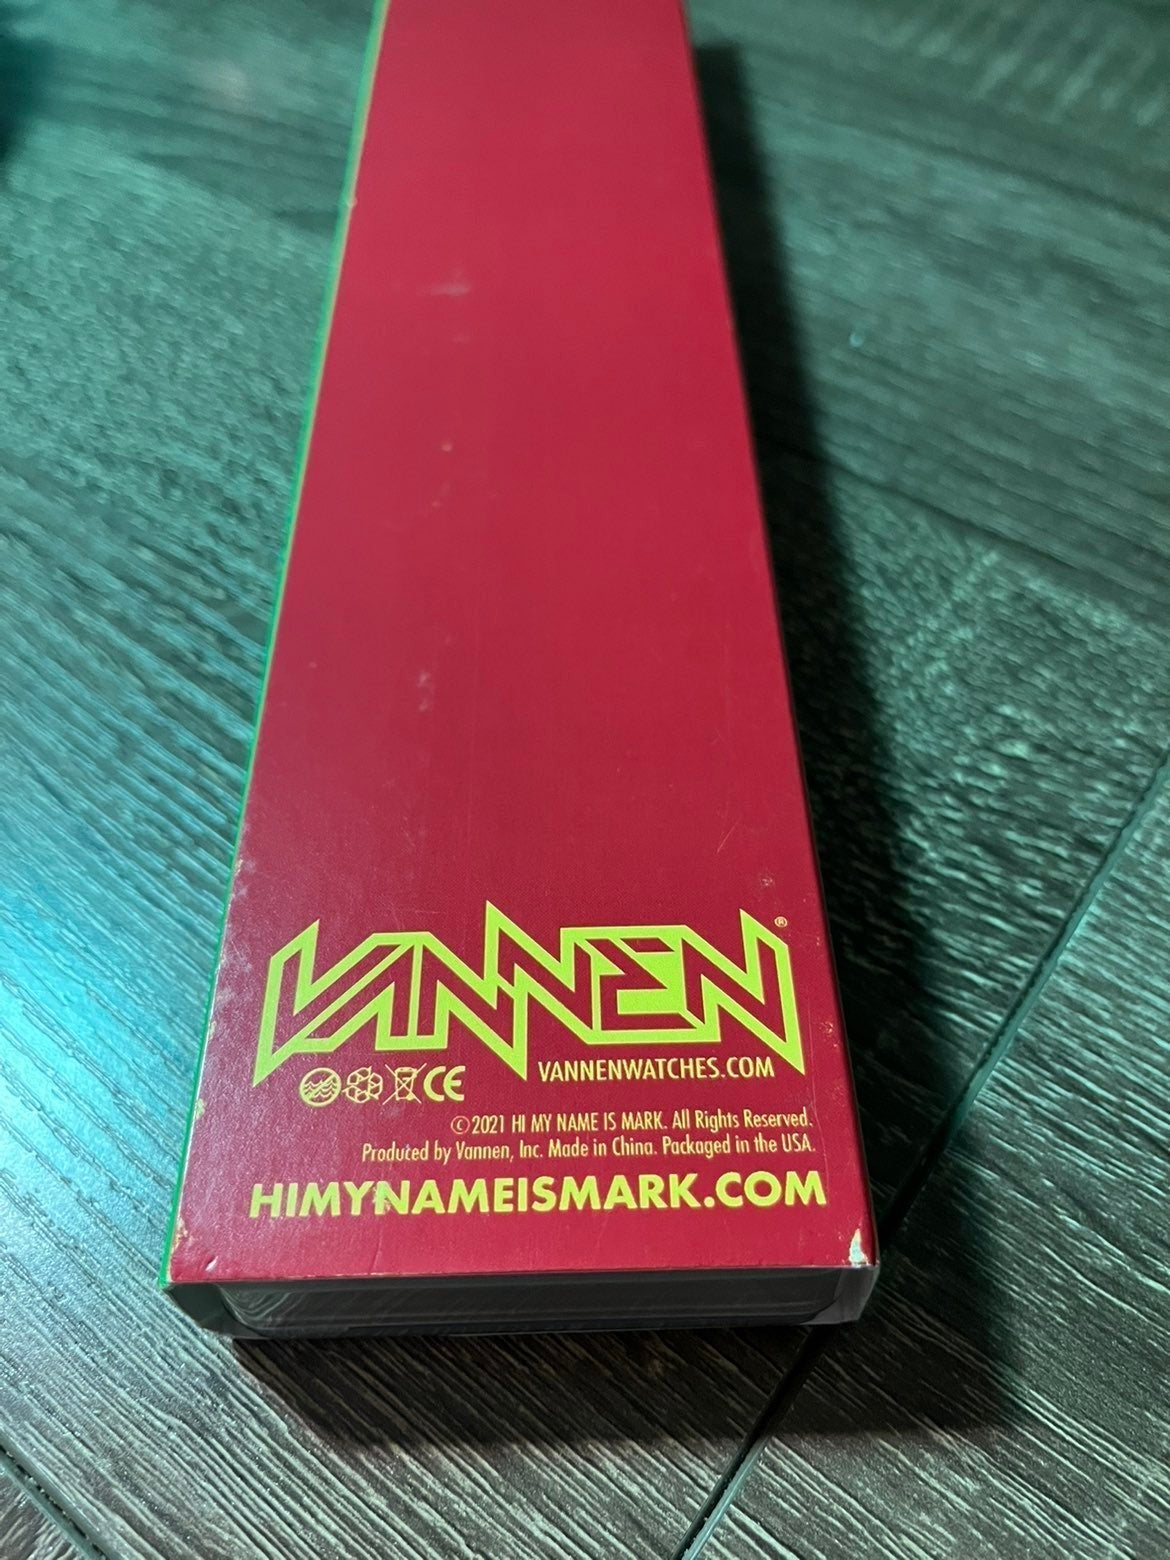 VANNEN®
CE VANNENWATCHES.COM
© 2021 HI MY NAME IS MARK. All Rights Reserved.
Produced by Vannen, Inc. Made in China. Packaged in the USA.
HIMYNAMEISMARK.COM